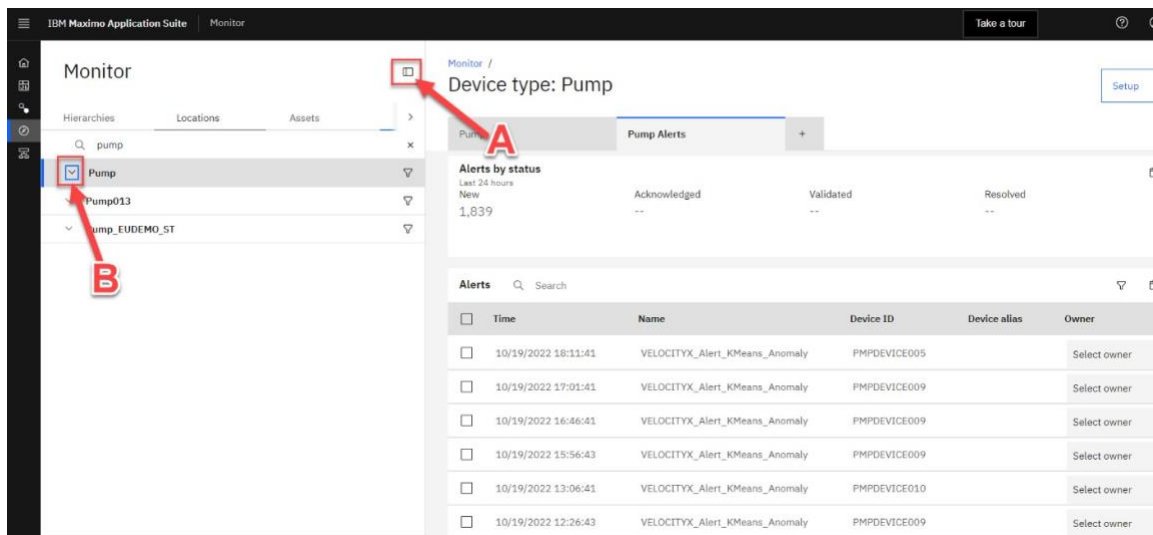 IBM Maximo Application Suite Monitor Take a tour
Monitor
Hierarchies Locations Assets
pump
Pump
Pump013
Pump_EUDEMO_ST
A
B
Monitor /
Device type: Pump
Setup
Pump Alerts +
Alerts by status
Last 24 hours
New Acknowledged Validated Resolved
1,839 -- -- --
Alerts Search
Time Name Device ID Device alias Owner
10/19/2022 18:11:41 VELOCITYX_Alert_KMeans_Anomaly PMPDEVICE005 Select owner
10/19/2022 17:01:41 VELOCITYX_Alert_KMeans_Anomaly PMPDEVICE009 Select owner
10/19/2022 16:46:41 VELOCITYX_Alert_KMeans_Anomaly PMPDEVICE009 Select owner
10/19/2022 15:56:43 VELOCITYX_Alert_KMeans_Anomaly PMPDEVICE009 Select owner
10/19/2022 13:06:41 VELOCITYX_Alert_KMeans_Anomaly PMPDEVICE010 Select owner
10/19/2022 12:26:43 VELOCITYX_Alert_KMeans_Anomaly PMPDEVICE009 Select owner